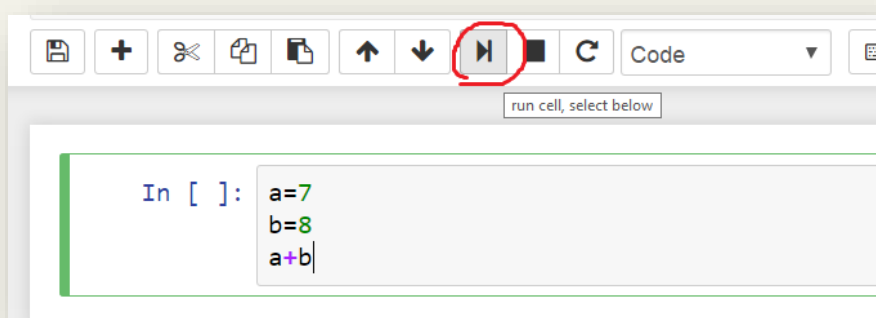 Code
run cell, select below
In [ ]: a=7
b=8
a+b